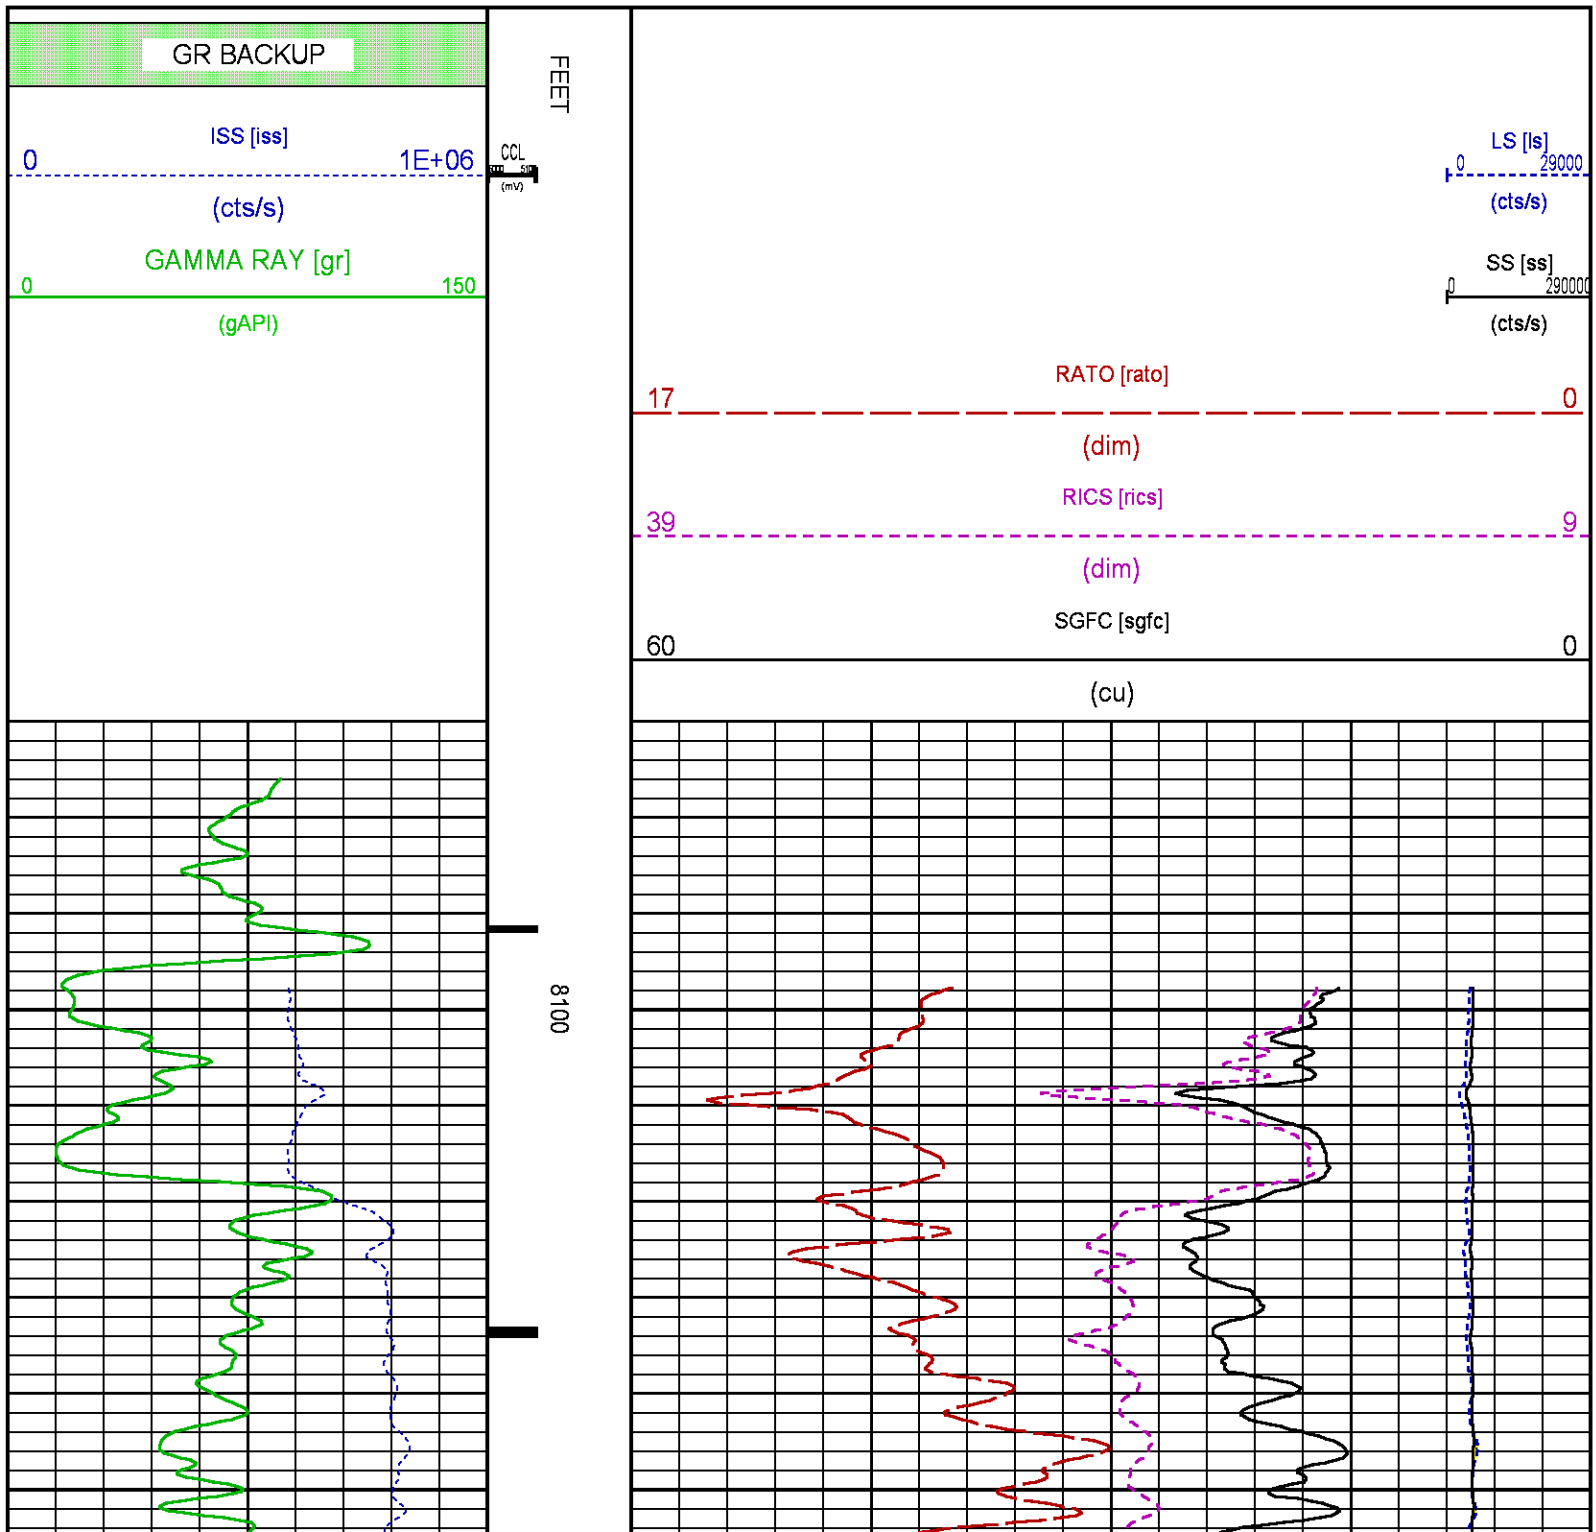 GR BACKUP
ISS [iss]
0 1E+06
(cts/s)
GAMMA RAY [gr]
0 150
(gAPI)
FEET
CCL
(mV)
LS [ls]
0 29000
(cts/s)
SS [ss]
0 290000
(cts/s)
RATO [rato]
17 0
(dim)
RICS [rics]
39 9
(dim)
SGFC [sgfc]
60 0
(cu)
8100